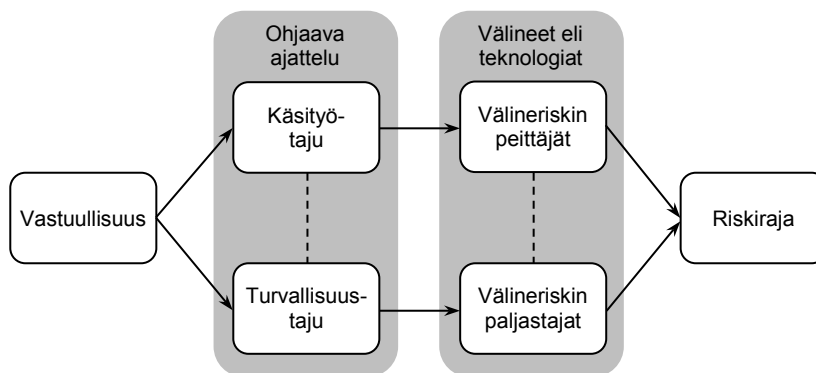 Ohjaava
ajattelu
Välineet eli
teknologiat
Käsityö-
taju
Välineriskin
peittäjät
Vastuullisuus
Riskiraja
Turvallisuus-
taju
Välineriskin
paljastajat